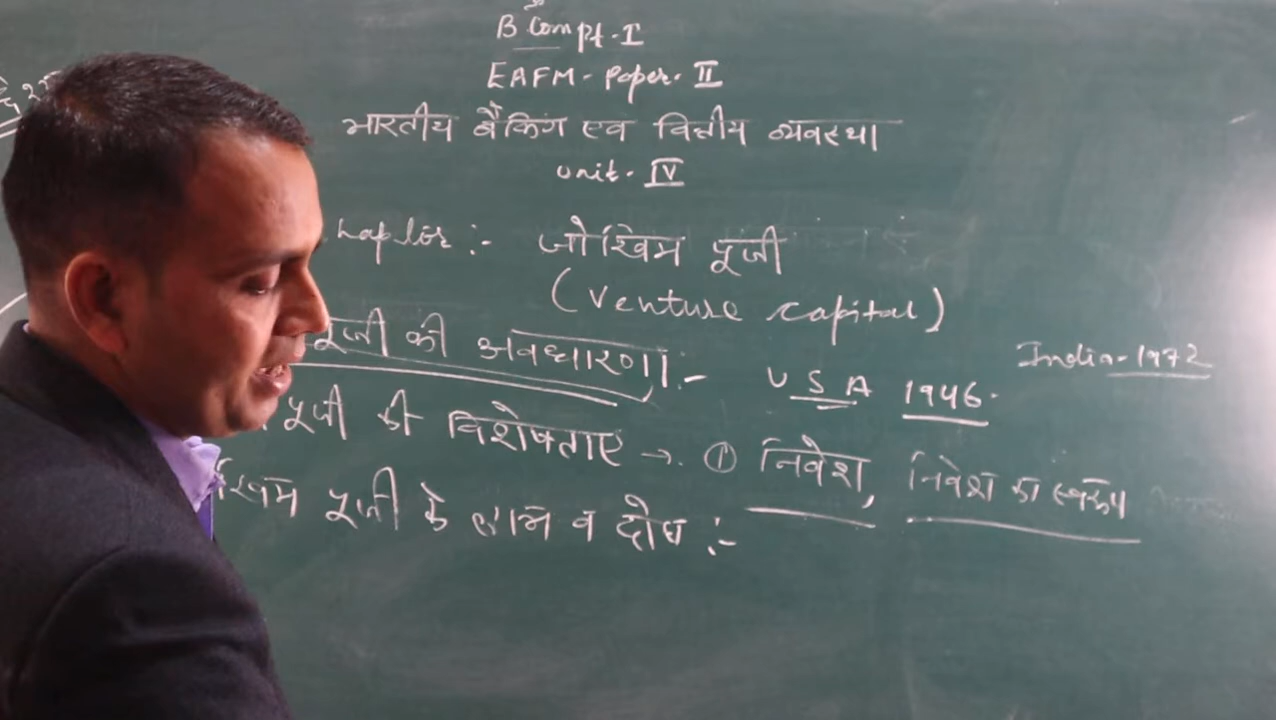 B Com Pt-I
EAFM- Paper- II
भारतीय बैंकिंग एव वित्तीय व्यवस्था
unit- IV
:- जोखिम पूजी
(Venture capital)
पूजी की अवधारणा:- USA 1946. India-1972
पूजी की विशेषताए → ① निवेश, निवेश का स्वरूप
पूजी के लाभ व दोष :-